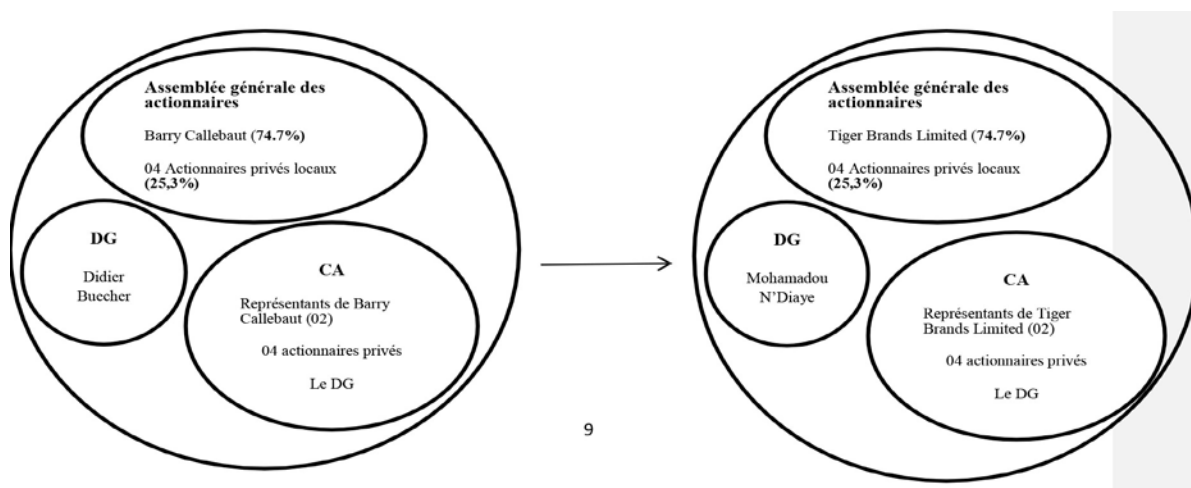 Assemblée générale des
actionnaires
Barry Callebaut (74.7%)
04 Actionnaires privés locaux
(25,3%)
DG
Didier
Buecher
CA
Représentants de Barry
Callebaut (02)
04 actionnaires privés
Le DG
Assemblée générale des
actionnaires
Tiger Brands Limited (74.7%)
04 Actionnaires privés locaux
(25,3%)
DG
Mohamadou
N’Diaye
CA
Représentants de Tiger
Brands Limited (02)
04 actionnaires privés
Le DG
9